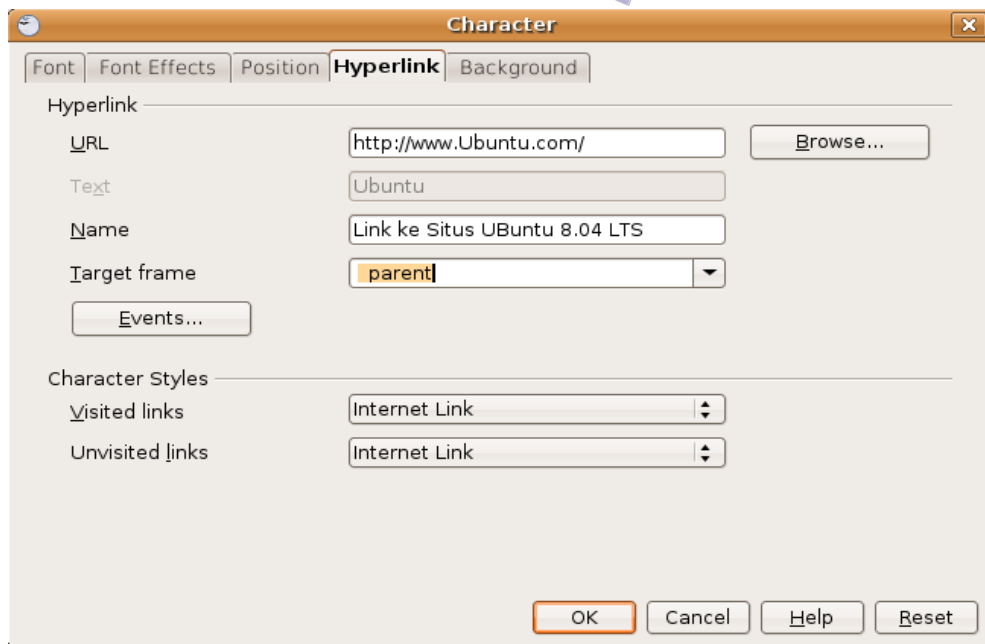 Character
Font Font Effects Position Hyperlink Background
Hyperlink
URL http://www.Ubuntu.com/ Browse...
Text Ubuntu
Name Link ke Situs UBuntu 8.04 LTS
Target frame _parent
Events...
Character Styles
Visited links Internet Link
Unvisited links Internet Link
OK Cancel Help Reset